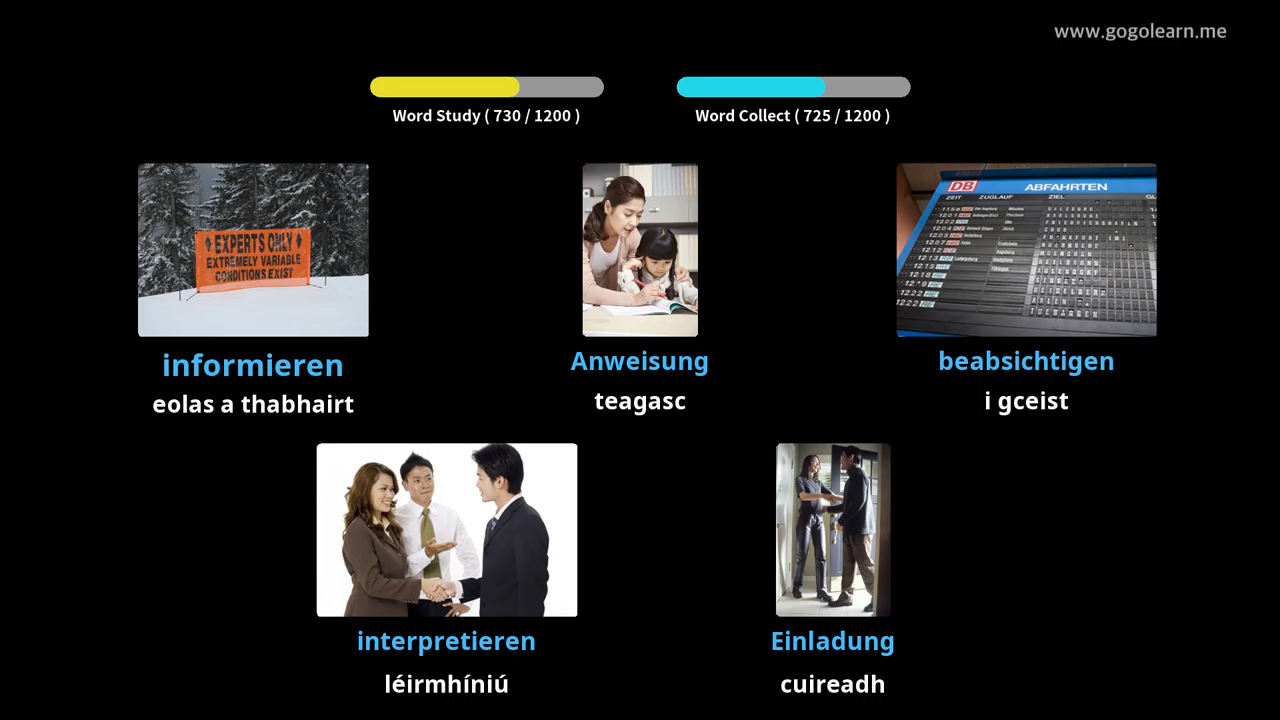 www.gogolearn.me
Word Study ( 730 / 1200 )
Word Collect ( 725 / 1200 )
EXPERTS ONLY
EXTREMELY VARIABLE
CONDITIONS EXIST
DB ABFAHRTEN
ZEIT ZUGLAUF ZIEL
informieren
eolas a thabhairt
Anweisung
teagasc
beabsichtigen
i gceist
interpretieren
léirmhíniú
Einladung
cuireadh